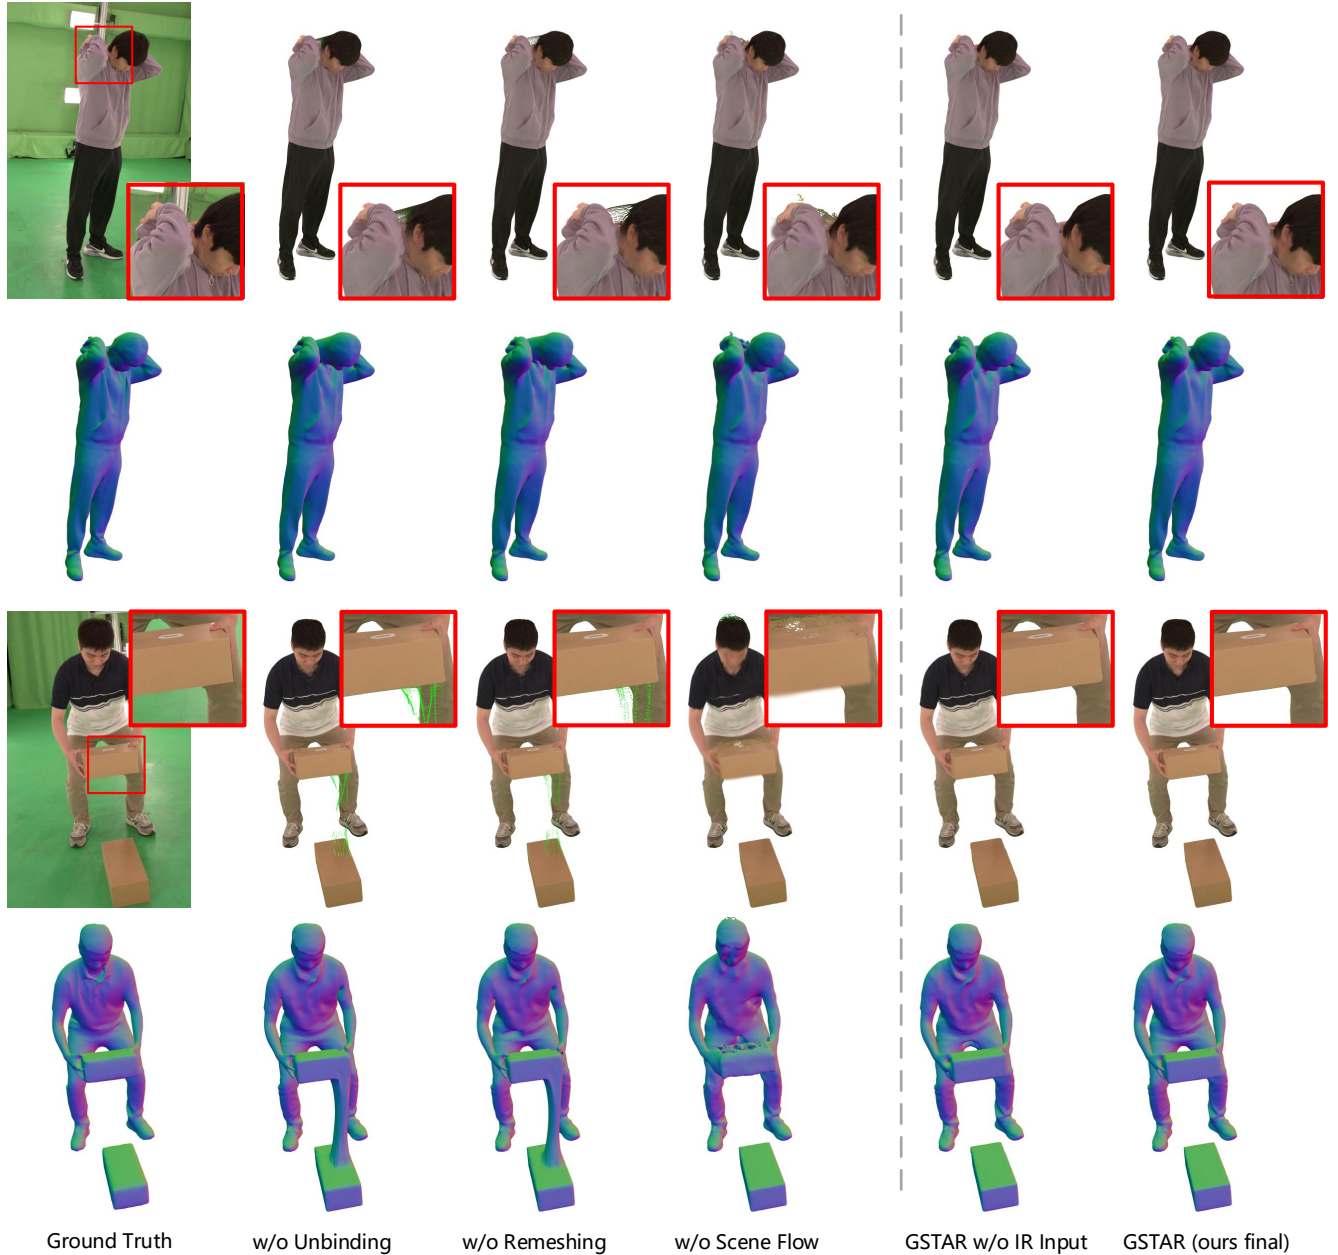 Ground Truth
w/o Unbinding
w/o Remeshing
w/o Scene Flow
GSTAR w/o IR Input
GSTAR (ours final)